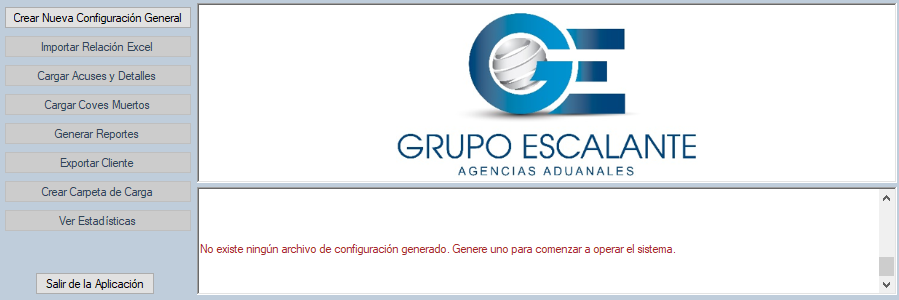 Crear Nueva Configuración General
Importar Relación Excel
Cargar Acuses y Detalles
Cargar Coves Muertos
Generar Reportes
Exportar Cliente
Crear Carpeta de Carga
Ver Estadísticas
Salir de la Aplicación
GE
GRUPO ESCALANTE
AGENCIAS ADUANALES
No existe ningún archivo de configuración generado. Genere uno para comenzar a operar el sistema.